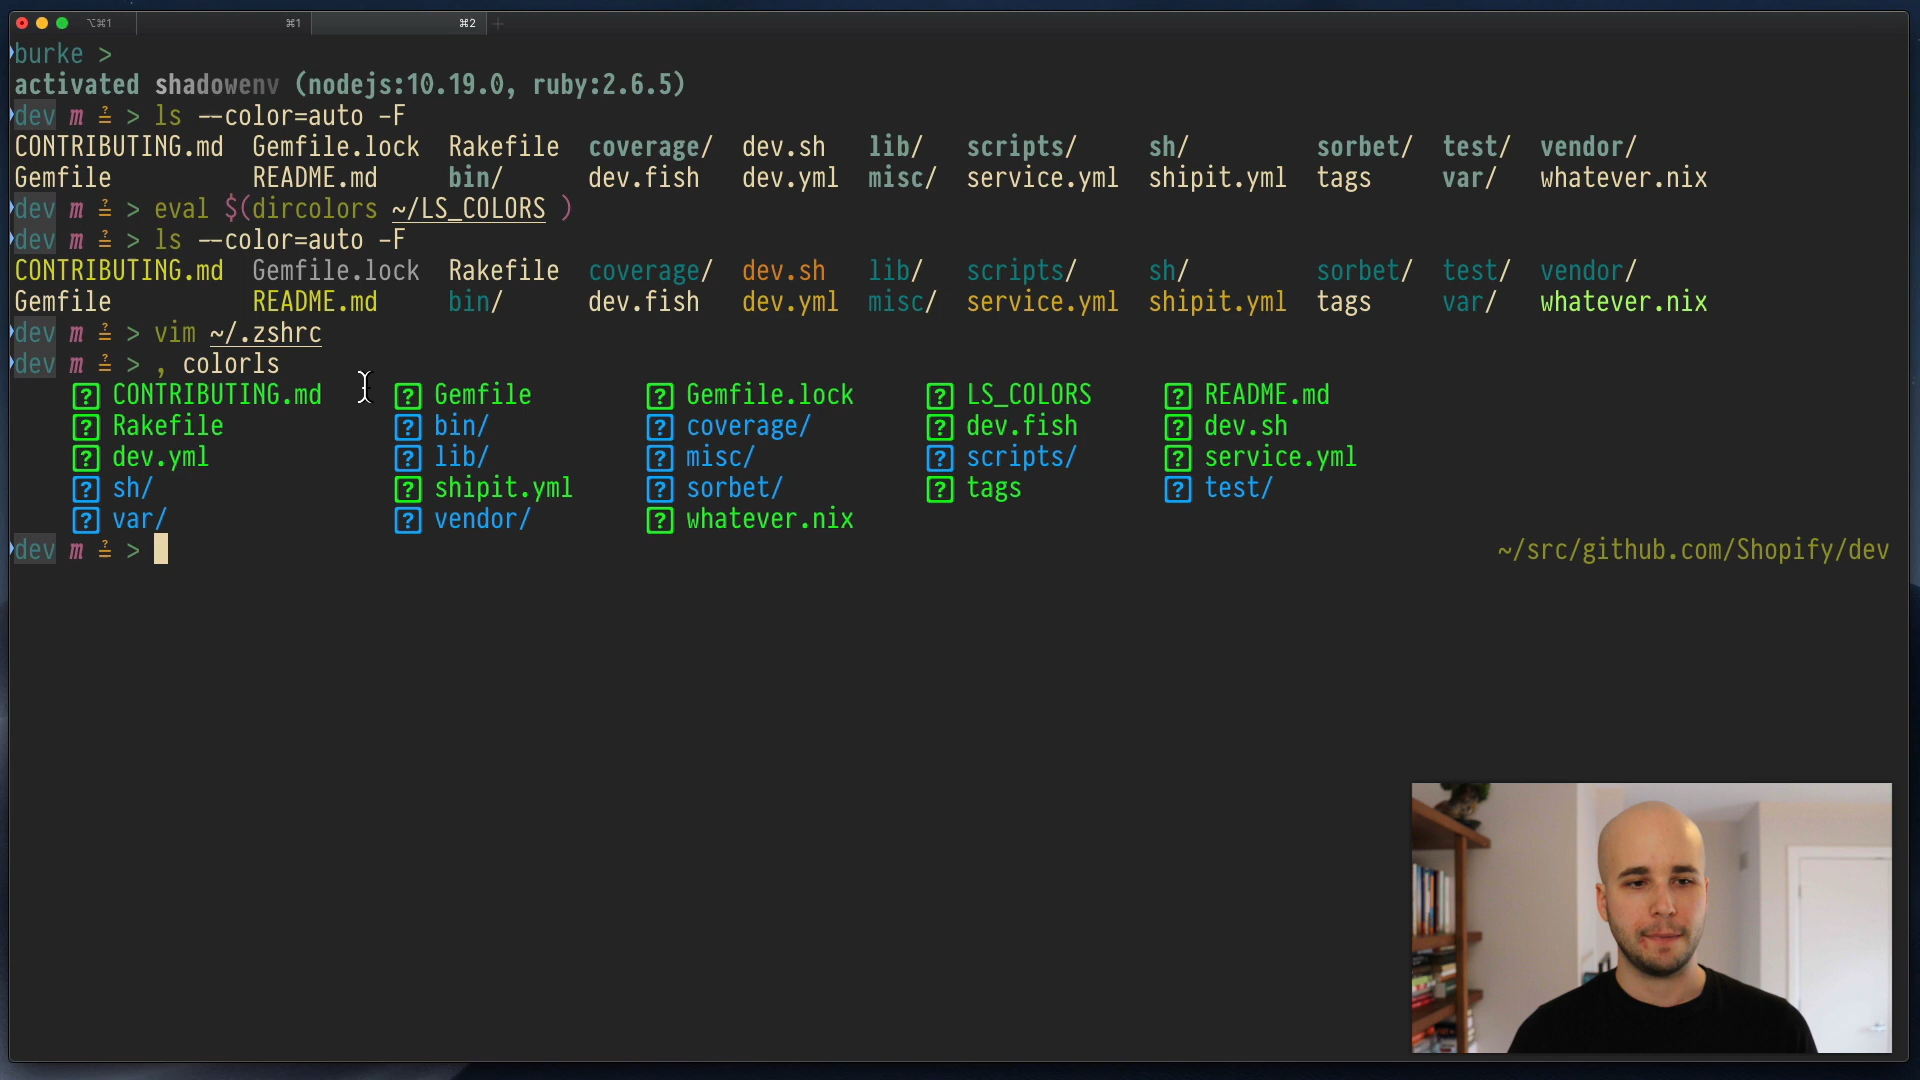 ⌥⌘1 ⌘1 ⌘2 +
burke >
activated shadowenv (nodejs:10.19.0, ruby:2.6.5)
dev m ≟ > ls --color=auto -F
CONTRIBUTING.md Gemfile.lock Rakefile coverage/ dev.sh lib/ scripts/ sh/ sorbet/ test/ vendor/
Gemfile README.md bin/ dev.fish dev.yml misc/ service.yml shipit.yml tags var/ whatever.nix
dev m ≟ > eval $(dircolors ~/LS_COLORS )
dev m ≟ > ls --color=auto -F
CONTRIBUTING.md Gemfile.lock Rakefile coverage/ dev.sh lib/ scripts/ sh/ sorbet/ test/ vendor/
Gemfile README.md bin/ dev.fish dev.yml misc/ service.yml shipit.yml tags var/ whatever.nix
dev m ≟ > vim ~/.zshrc
dev m ≟ > , colorls
? CONTRIBUTING.md ? Gemfile ? Gemfile.lock ? LS_COLORS ? README.md
? Rakefile ? bin/ ? coverage/ ? dev.fish ? dev.sh
? dev.yml ? lib/ ? misc/ ? scripts/ ? service.yml
? sh/ ? shipit.yml ? sorbet/ ? tags ? test/
? var/ ? vendor/ ? whatever.nix
dev m ≟ > ~/src/github.com/Shopify/dev